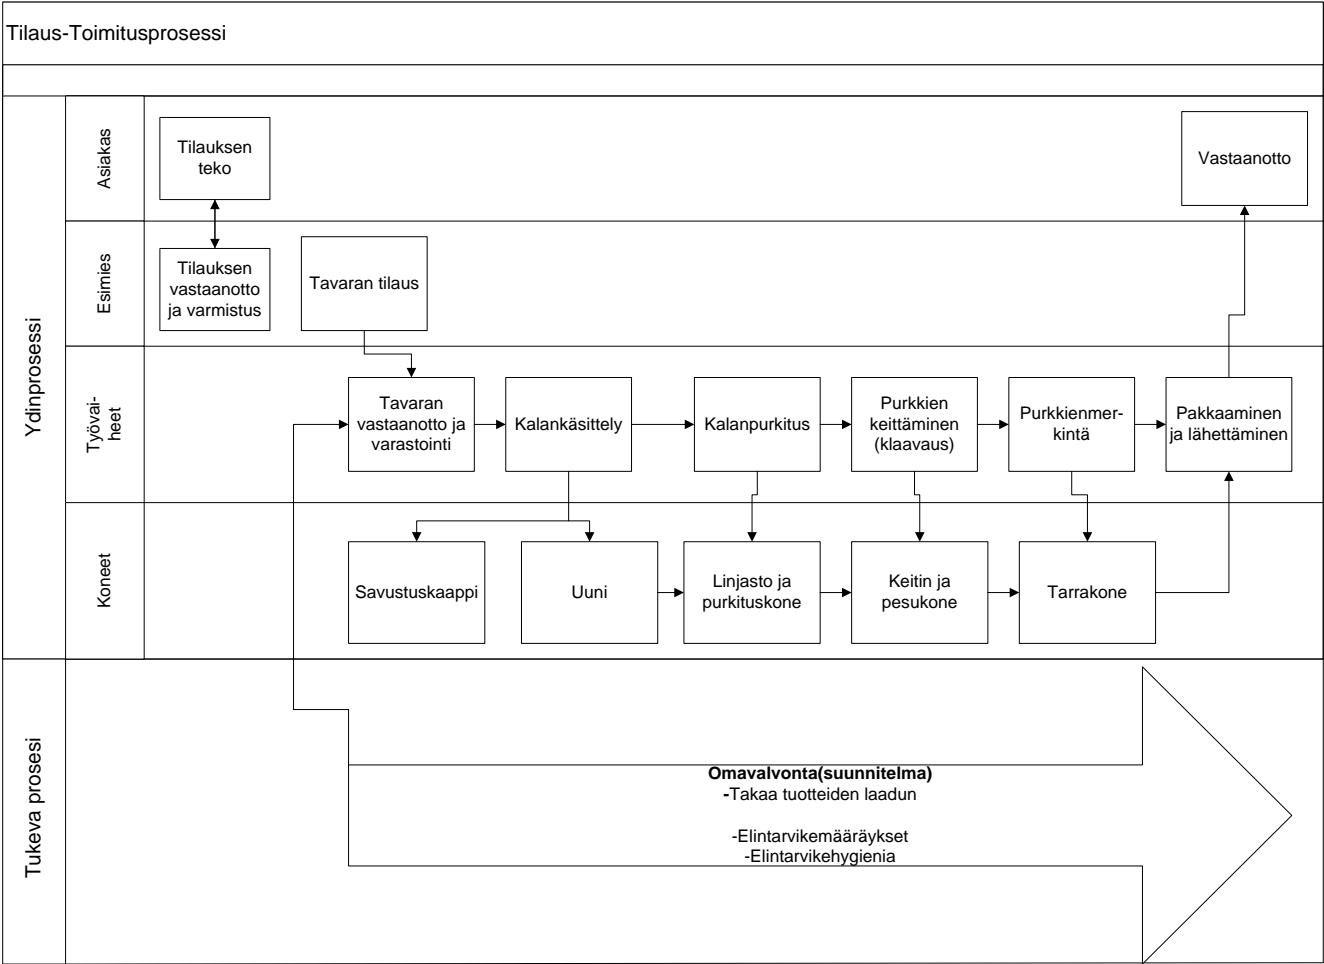 Tilaus-Toimitusprosessi
Ydinprosessi
Asiakas
Tilauksen
teko
Vastaanotto
Esimies
Tilauksen
vastaanotto
ja varmistus
Tavaran tilaus
Työvai-
heet
Tavaran
vastaanotto ja
varastointi
Kalankäsittely
Kalanpurkitus
Purkkien
keittäminen
(klaavaus)
Purkkienmer-
kintä
Pakkaaminen
ja lähettäminen
Koneet
Savustuskaappi
Uuni
Linjasto ja
purkituskone
Keitin ja
pesukone
Tarrakone
Tukeva prosesi
Omavalvonta(suunnitelma)
-Takaa tuotteiden laadun
-Elintarvikemääräykset
-Elintarvikehygienia